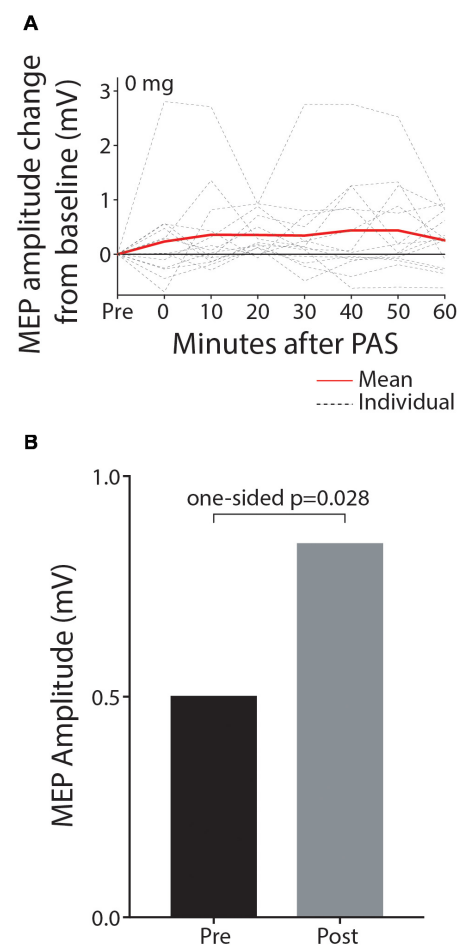 A
MEP amplitude change
from baseline (mV)
0 mg
3
2
1
0
Pre 0 10 20 30 40 50 60
Minutes after PAS
Mean
Individual
B
MEP Amplitude (mV)
1.0
one-sided p=0.028
0.5
0.0
Pre Post